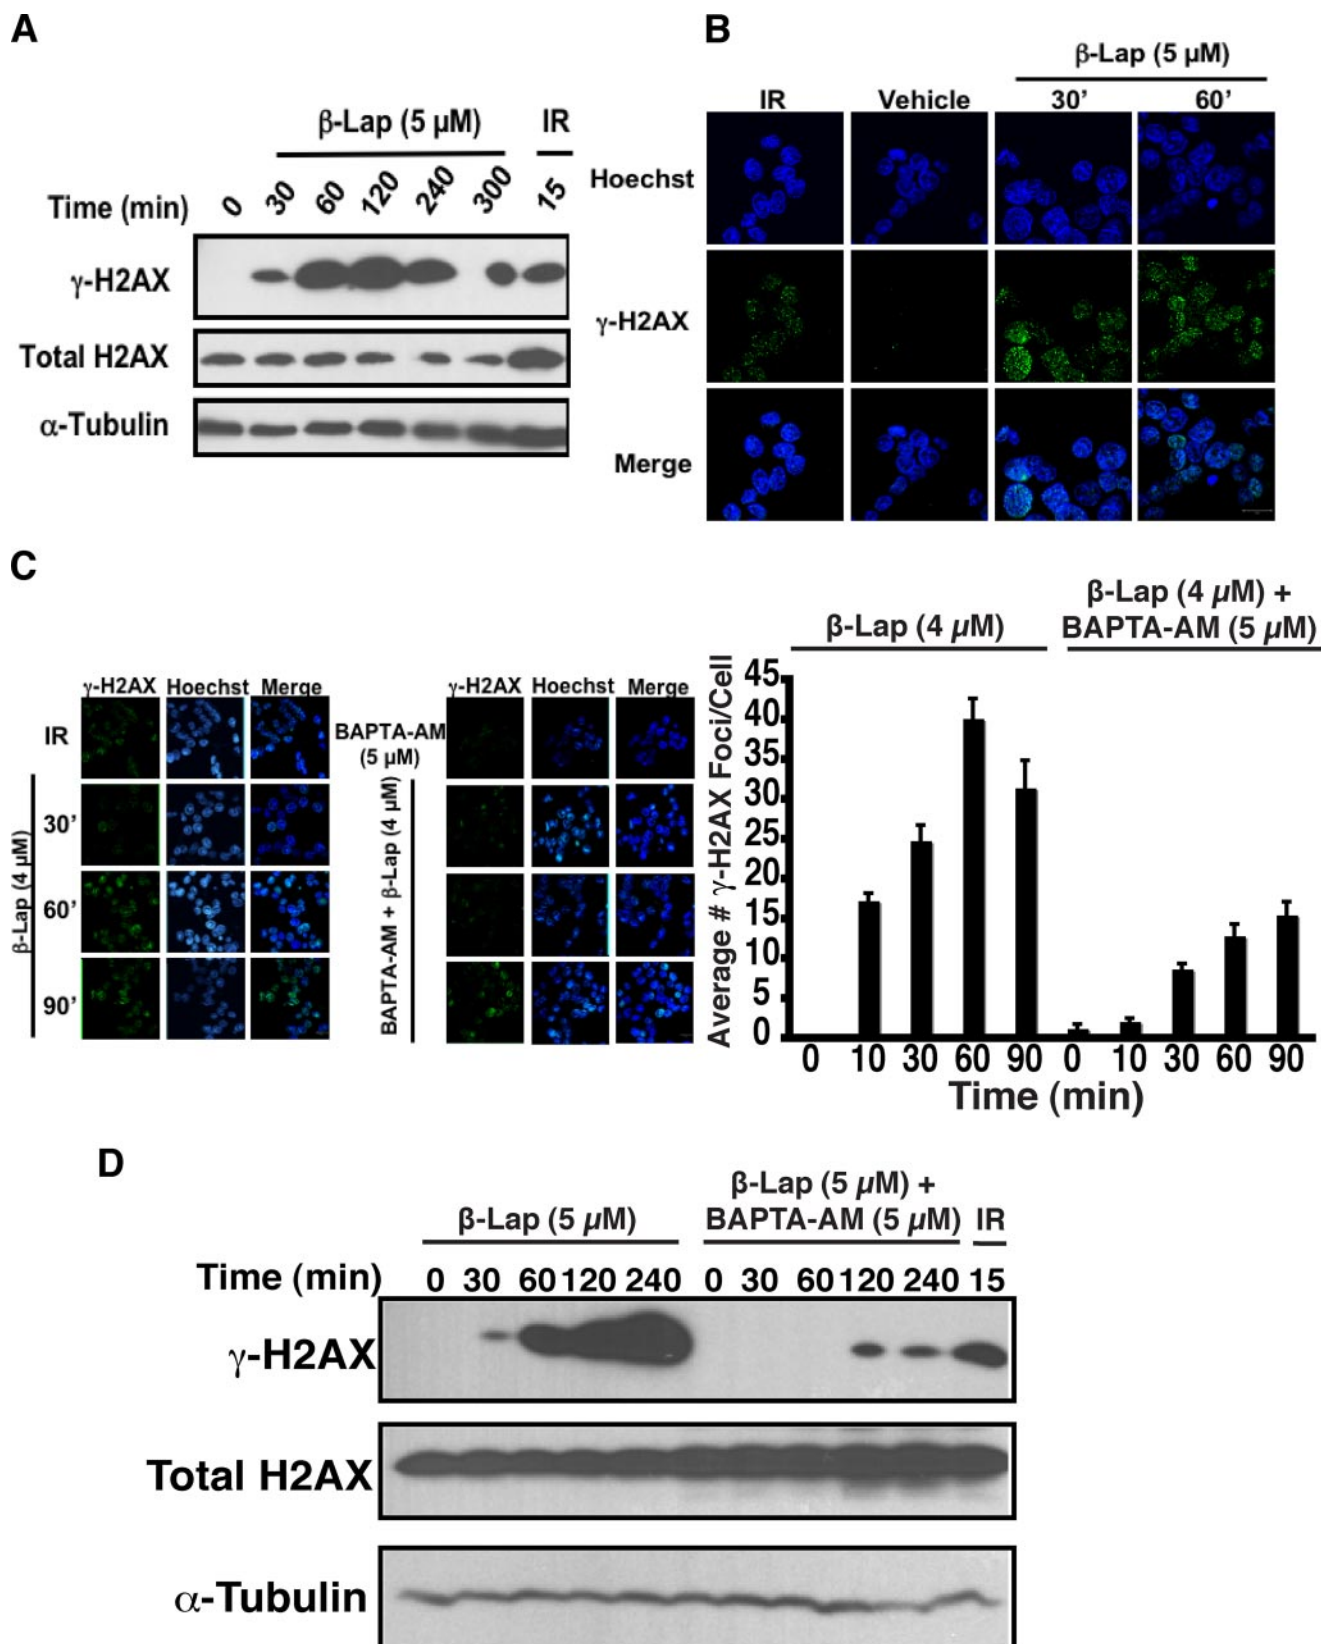 A
β-Lap (5 µM) IR
Time (min) 0 30 60 120 240 300 15
γ-H2AX
Total H2AX
α-Tubulin
B
β-Lap (5 µM)
IR Vehicle 30' 60'
Hoechst
γ-H2AX
Merge
C
γ-H2AX Hoechst Merge
IR
β-Lap (4 µM)
30'
60'
90'
γ-H2AX Hoechst Merge
BAPTA-AM
(5 µM)
BAPTA-AM + β-Lap (4 µM)
β-Lap (4 µM)
β-Lap (4 µM) +
BAPTA-AM (5 µM)
Average # γ-H2AX Foci/Cell
45
40
35
30
25
20
15
10
5
0
0 10 30 60 90 0 10 30 60 90
Time (min)
D
β-Lap (5 µM)
β-Lap (5 µM) +
BAPTA-AM (5 µM) IR
Time (min) 0 30 60 120 240 0 30 60 120 240 15
γ-H2AX
Total H2AX
α-Tubulin